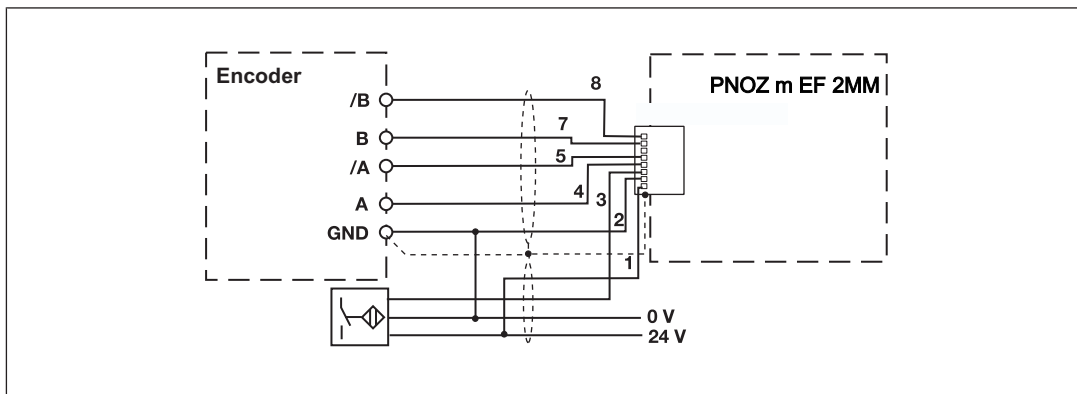 Encoder
PNOZ m EF 2MM
/B
8
B
7
/A
5
A
4
3
GND
2
1
0 V
24 V